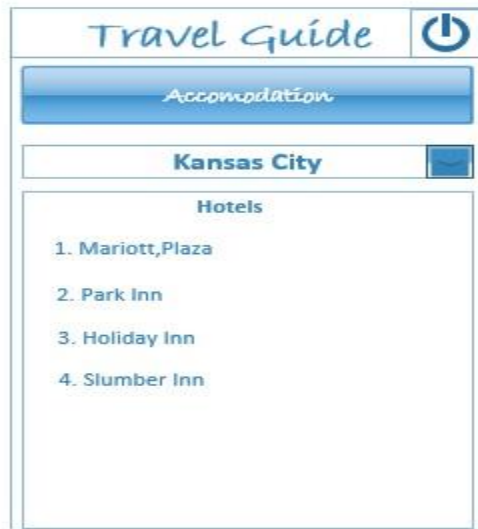 Travel Guide
Accomodation
Kansas City
Hotels
1. Mariott,Plaza
2. Park Inn
3. Holiday Inn
4. Slumber Inn